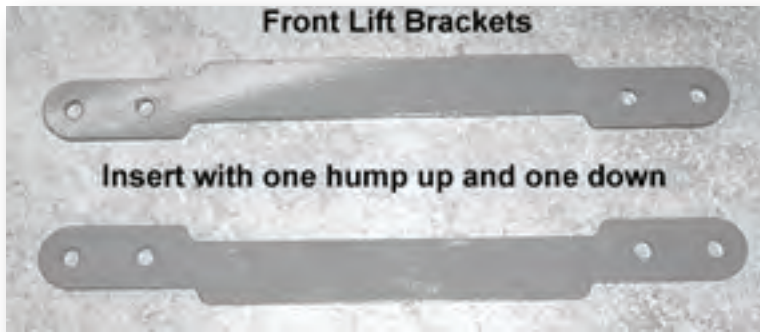 Front Lift Brackets
Insert with one hump up and one down